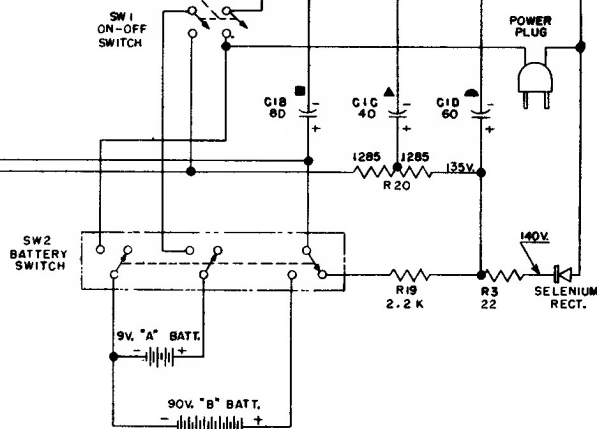 SW1
ON-OFF
SWITCH
POWER
PLUG
C1B
80
-
+
C1C
40
-
+
C1D
60
-
+
1285 1285
R20
135V.
SW2
BATTERY
SWITCH
140V.
R19
2.2K
R3
22
SELENIUM
RECT.
9V. "A" BATT.
- +
90V. "B" BATT.
- +